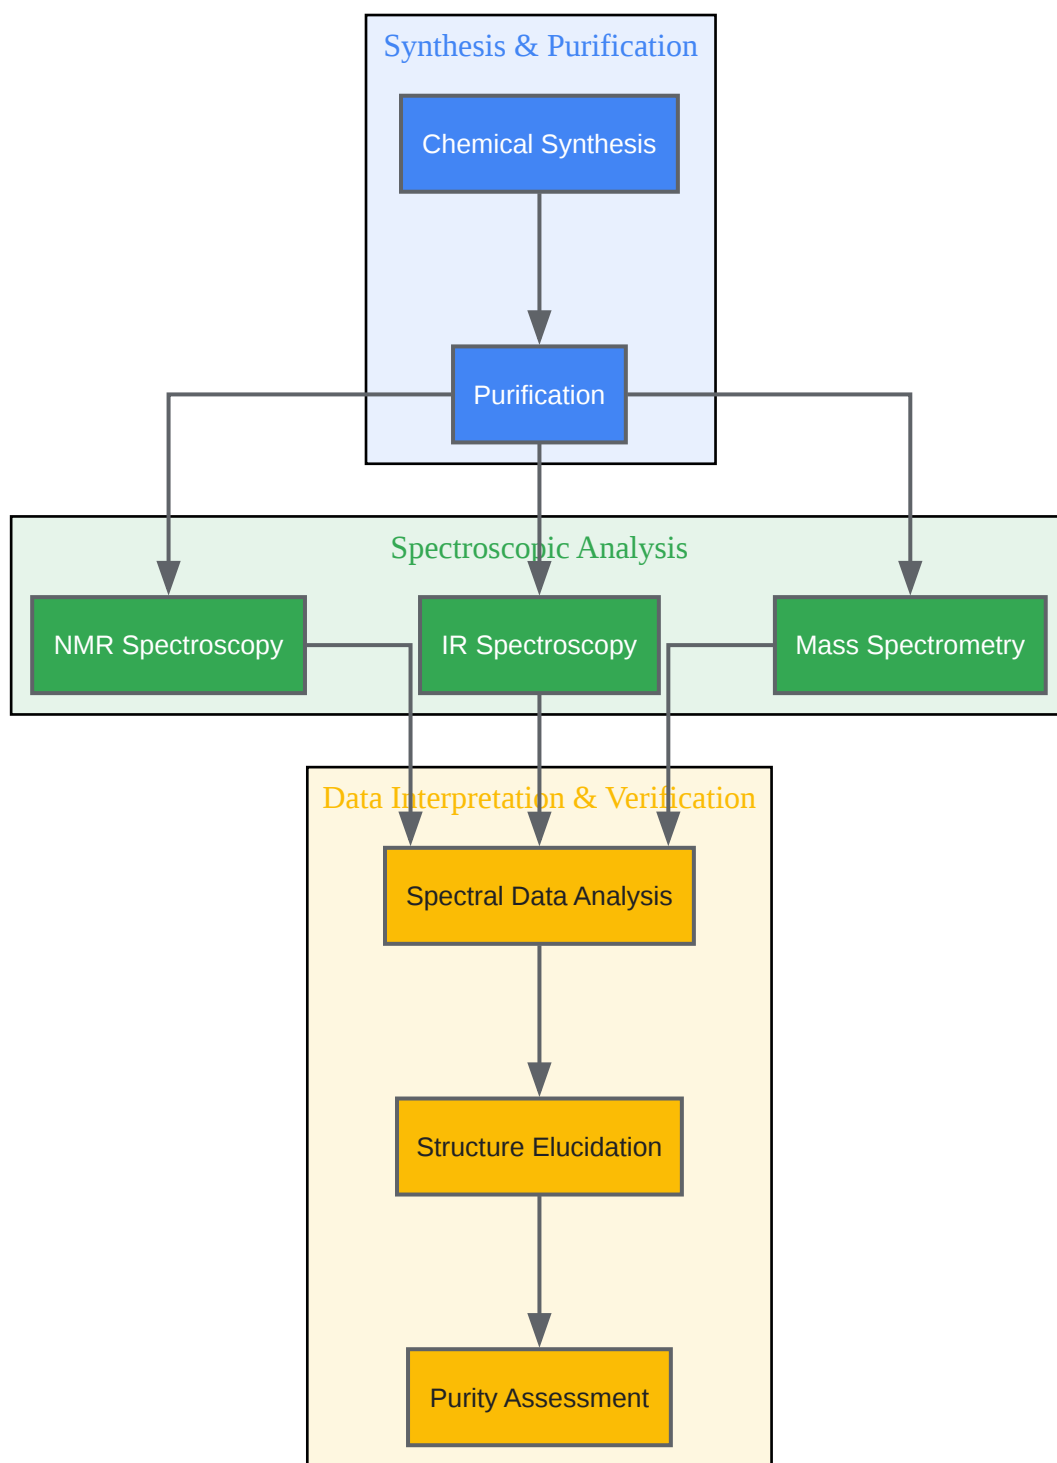 Synthesis & Purification
Chemical Synthesis
Purification
Spectroscopic Analysis
NMR Spectroscopy
IR Spectroscopy
Mass Spectrometry
Data Interpretation & Verification
Spectral Data Analysis
Structure Elucidation
Purity Assessment